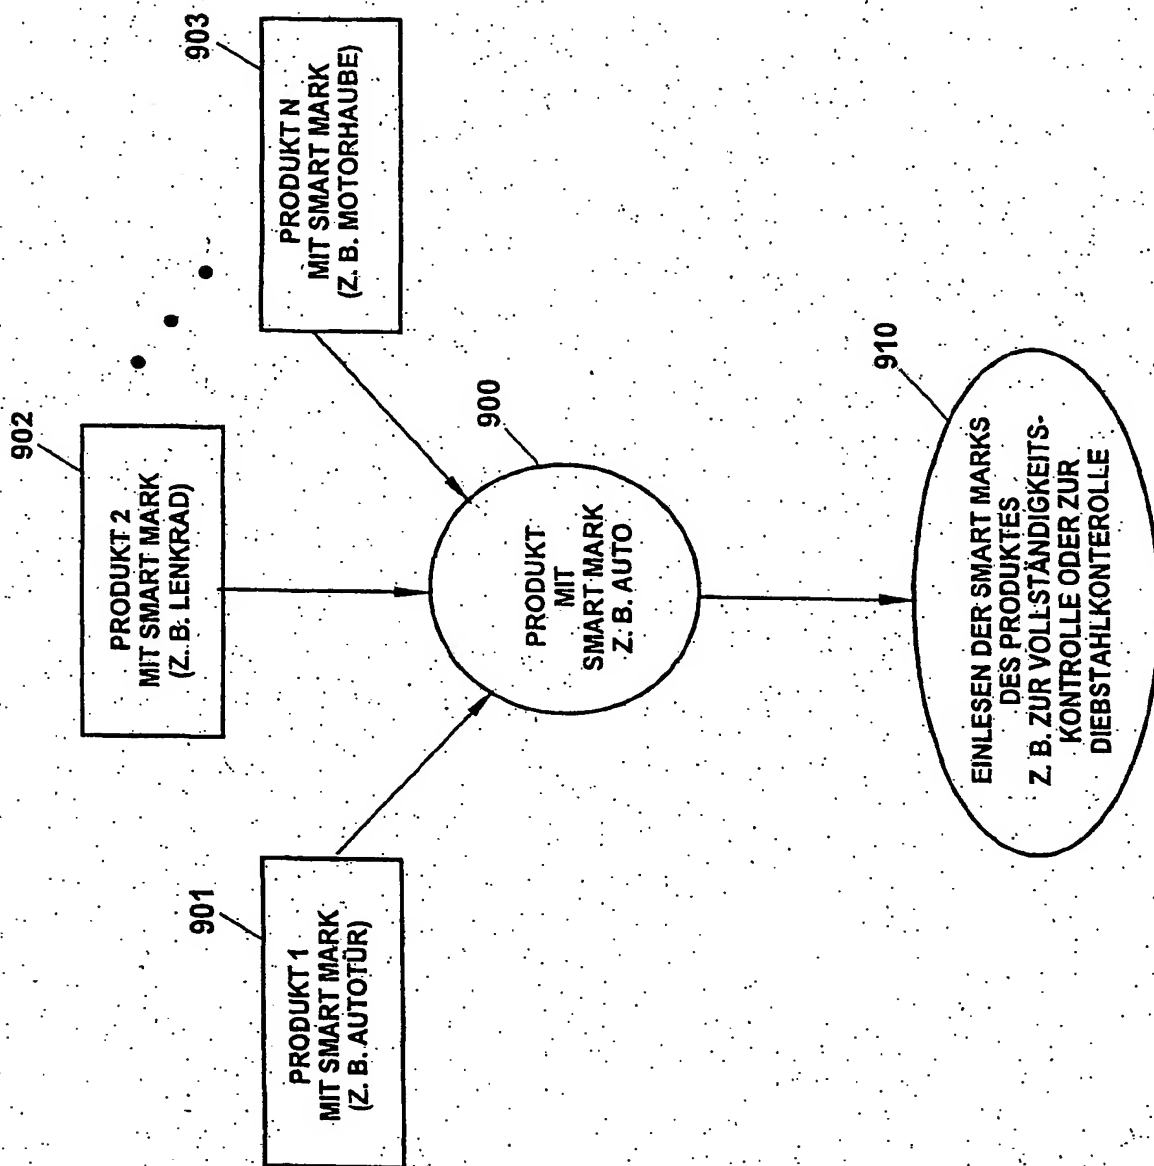 901
PRODUKT 1
MIT SMART MARK
(Z. B. AUTOTÜR)
902
PRODUKT 2
MIT SMART MARK
(Z. B. LENKRAD)
903
PRODUKT N
MIT SMART MARK
(Z. B. MOTORHAUBE)
900
PRODUKT
MIT
SMART MARK
Z. B. AUTO
910
EINLESEN DER SMART MARKS
DES PRODUKTES
Z. B. ZUR VOLLSTÄNDIGKEITS-
KONTROLLE ODER ZUR
DIEBSTAHLKONTEROLLE